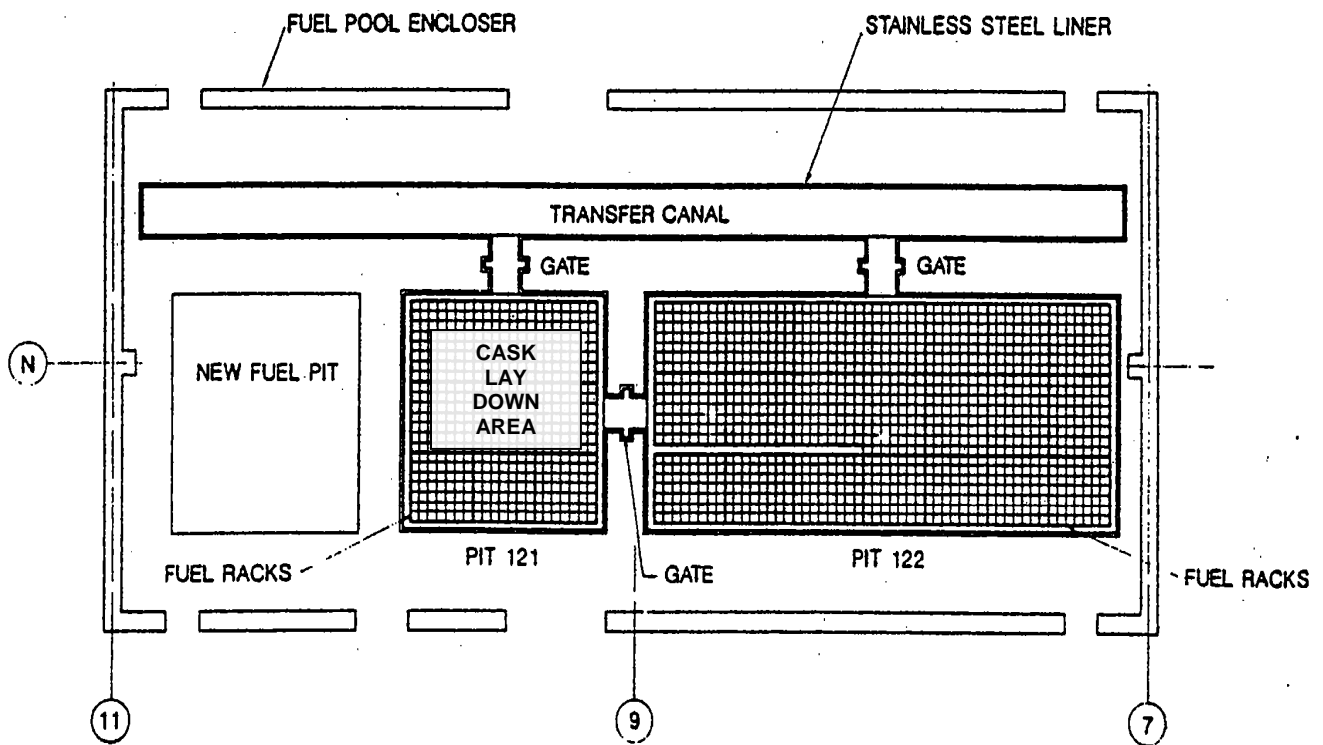 FUEL POOL ENCLOSER
STAINLESS STEEL LINER
TRANSFER CANAL
GATE
GATE
N
NEW FUEL PIT
CASK
LAY
DOWN
AREA
PIT 121
PIT 122
FUEL RACKS
GATE
FUEL RACKS
11
9
7